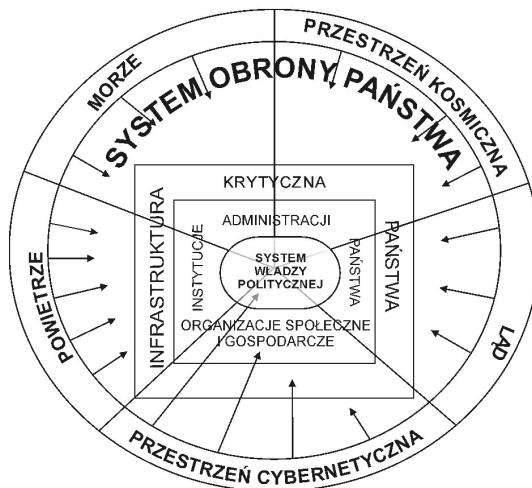 MORZE
PRZESTRZEŃ KOSMICZNA
SYSTEM OBRONY PAŃSTWA
KRYTYCZNA
INFRASTRUKTURA
PAŃSTWA
ADMINISTRACJI
INSTYTUCJE
PAŃSTWA
SYSTEM
WŁADZY
POLITYCZNEJ
ORGANIZACJE SPOŁECZNE
I GOSPODARCZE
POWIETRZE
LĄD
PRZESTRZEŃ CYBERNETYCZNA